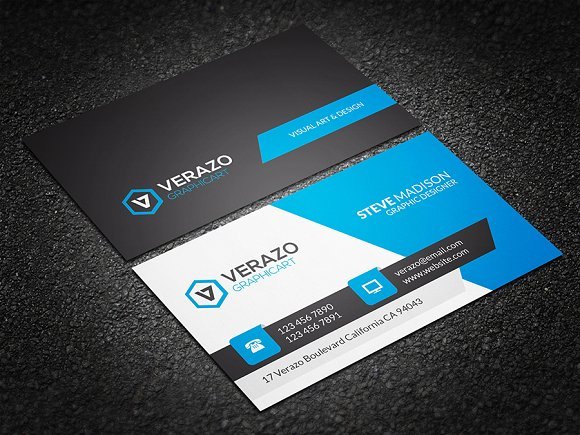 VERAZO
GRAPHICART
VISUAL ART & DESIGN
VERAZO
GRAPHICART
STEVE MADISON
GRAPHIC DESIGNER
123 456 7890
123 456 7891
verazo@email.com
www.website.com
17 Verazo Boulevard California CA 94043